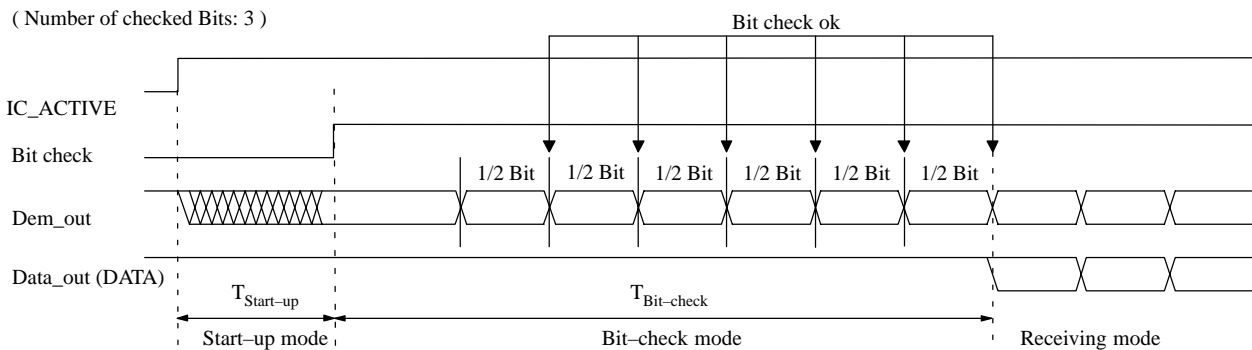 ( Number of checked Bits: 3 )
Bit check ok
IC_ACTIVE
Bit check
1/2 Bit 1/2 Bit 1/2 Bit 1/2 Bit 1/2 Bit 1/2 Bit
Dem_out
Data_out (DATA)
TStart–up TBit–check
Start–up mode Bit–check mode Receiving mode